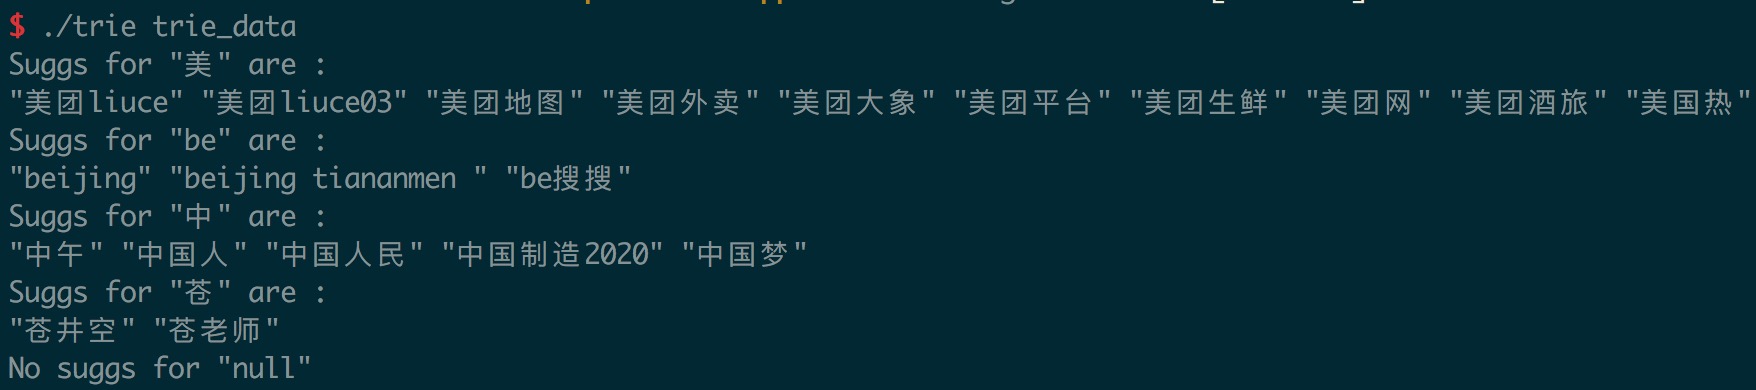 $ ./trie trie_data
Suggs for "美" are :
"美团liuce" "美团liuce03" "美团地图" "美团外卖" "美团大象" "美团平台" "美团生鲜" "美团网" "美团酒旅" "美国热"
Suggs for "be" are :
"beijing" "beijing tiananmen " "be搜搜"
Suggs for "中" are :
"中午" "中国人" "中国人民" "中国制造2020" "中国梦"
Suggs for "苍" are :
"苍井空" "苍老师"
No suggs for "null"